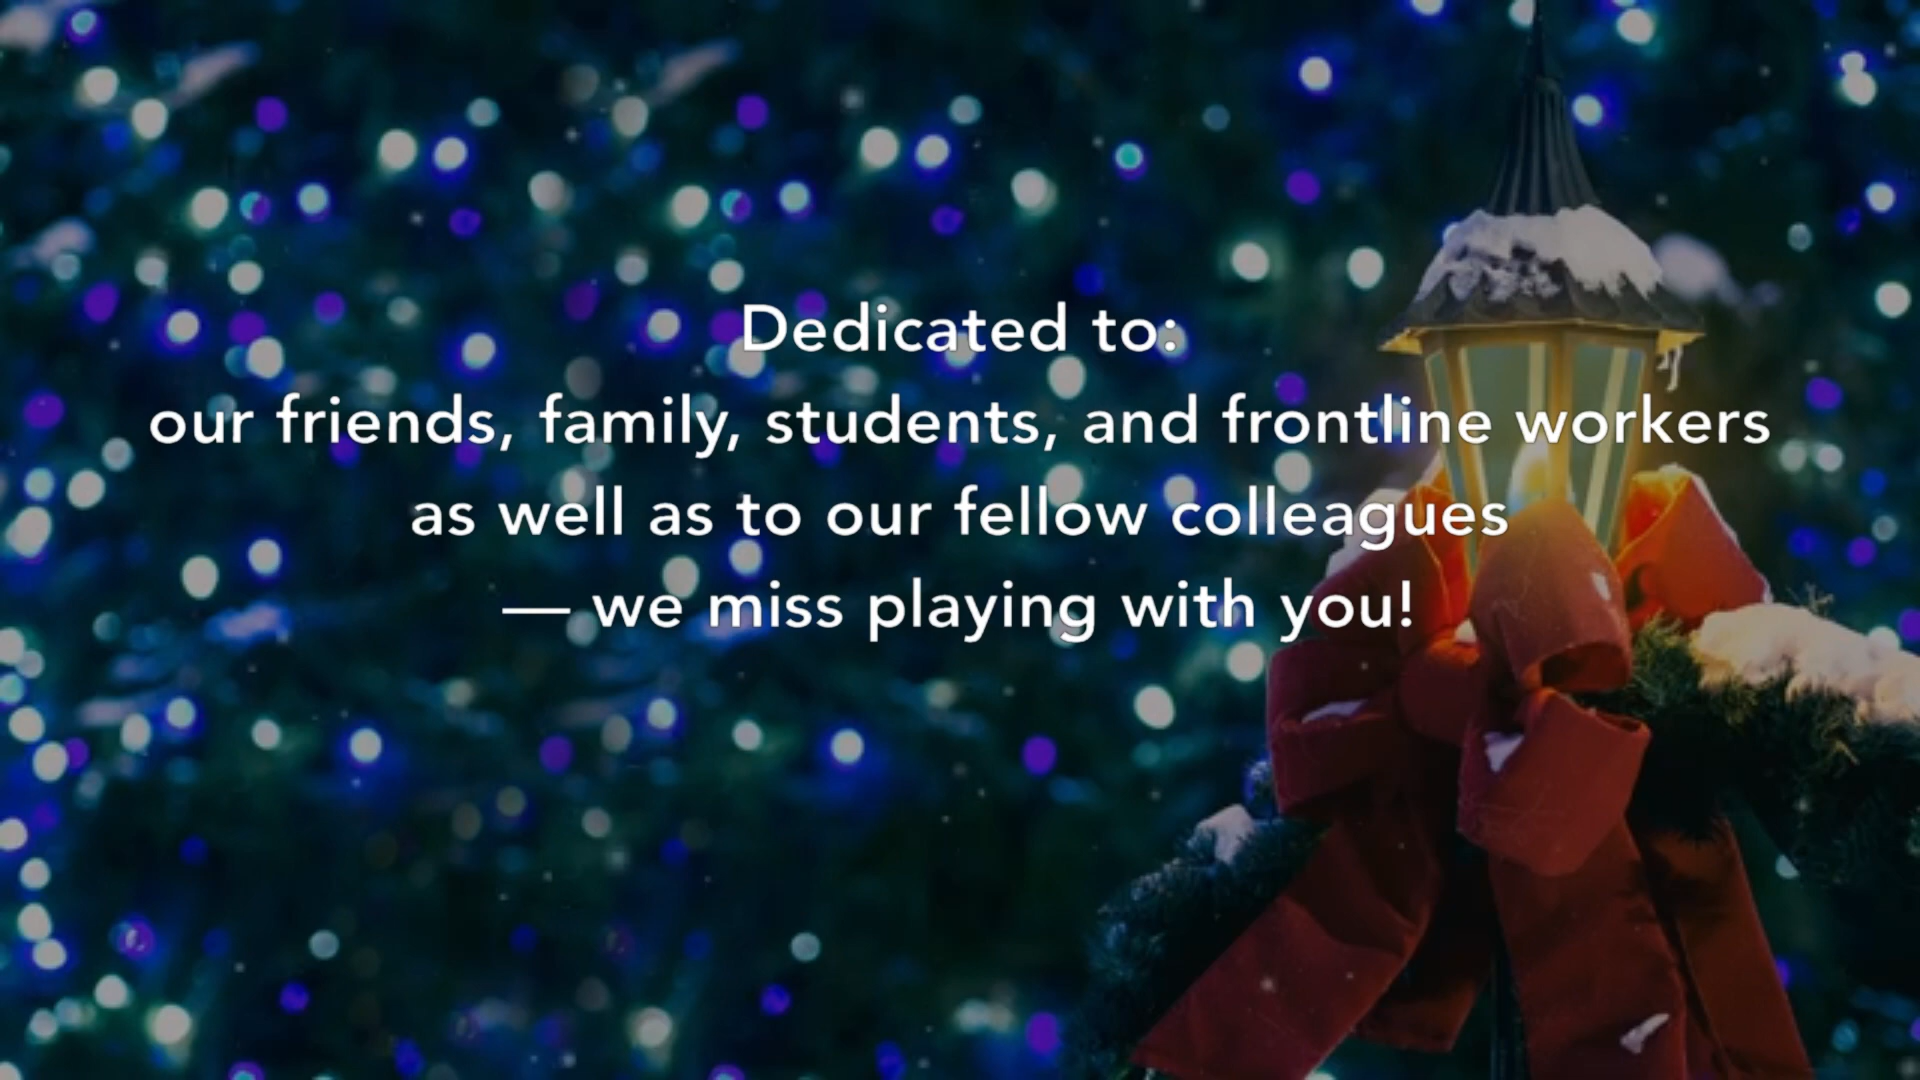 Dedicated to:
our friends, family, students, and frontline workers
as well as to our fellow colleagues
— we miss playing with you!